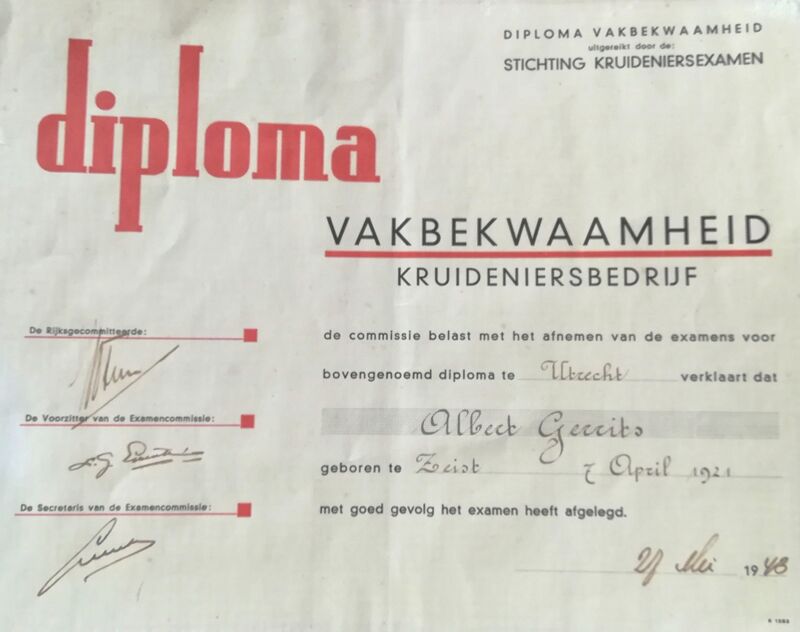 DIPLOMA VAKBEKWAAMHEID
uitgereikt door de:
STICHTING KRUIDENIERSEXAMEN
diploma
VAKBEKWAAMHEID
KRUIDENIERSBEDRIJF
De Rijksgecommitteerde:
De Voorzitter van de Examencommissie:
De Secretaris van de Examencommissie:
de commissie belast met het afnemen van de examens voor
bovengenoemd diploma te Utrecht verklaart dat
Albert Gerrits
geboren te Zeist 7 April 1921
met goed gevolg het examen heeft afgelegd.
27 Mei 1943